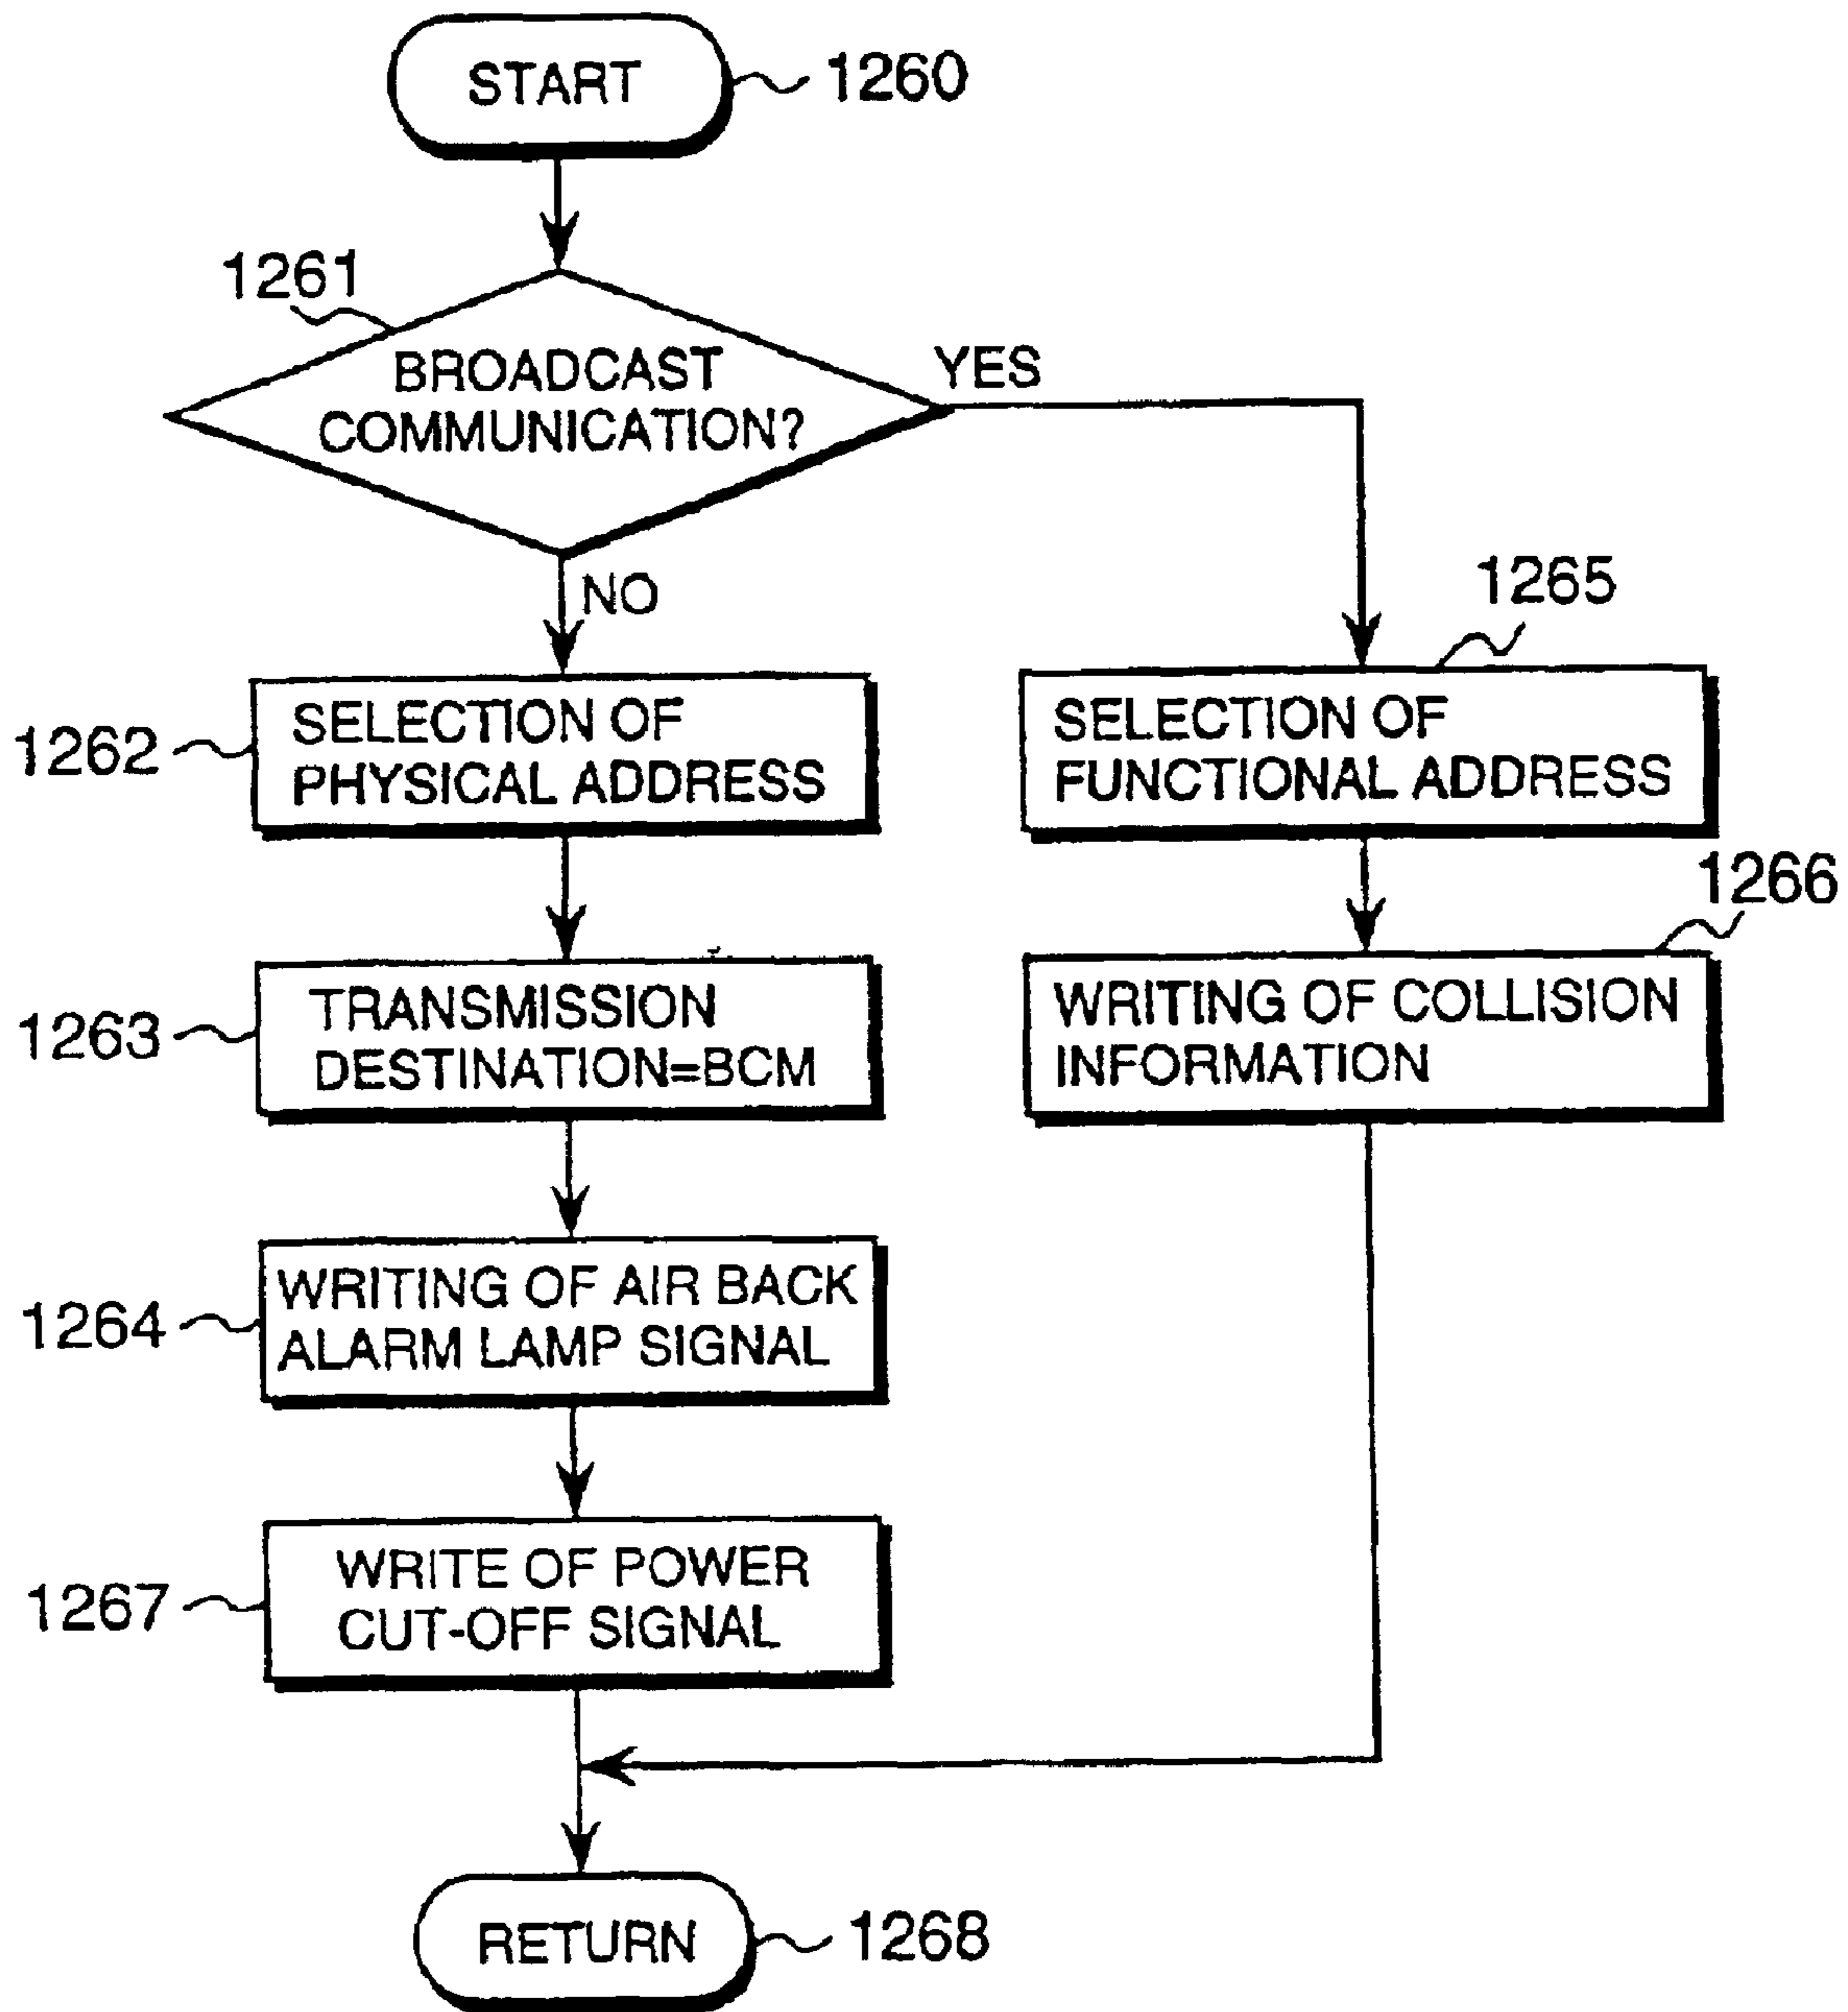 START
1260
1261
BROADCAST
COMMUNICATION?
YES
NO
1262
SELECTION OF
PHYSICAL ADDRESS
1265
SELECTION OF
FUNCTIONAL ADDRESS
1263
TRANSMISSION
DESTINATION=BCM
1266
WRITING OF COLLISION
INFORMATION
1264
WRITING OF AIR BACK
ALARM LAMP SIGNAL
1267
WRITE OF POWER
CUT-OFF SIGNAL
RETURN
1268